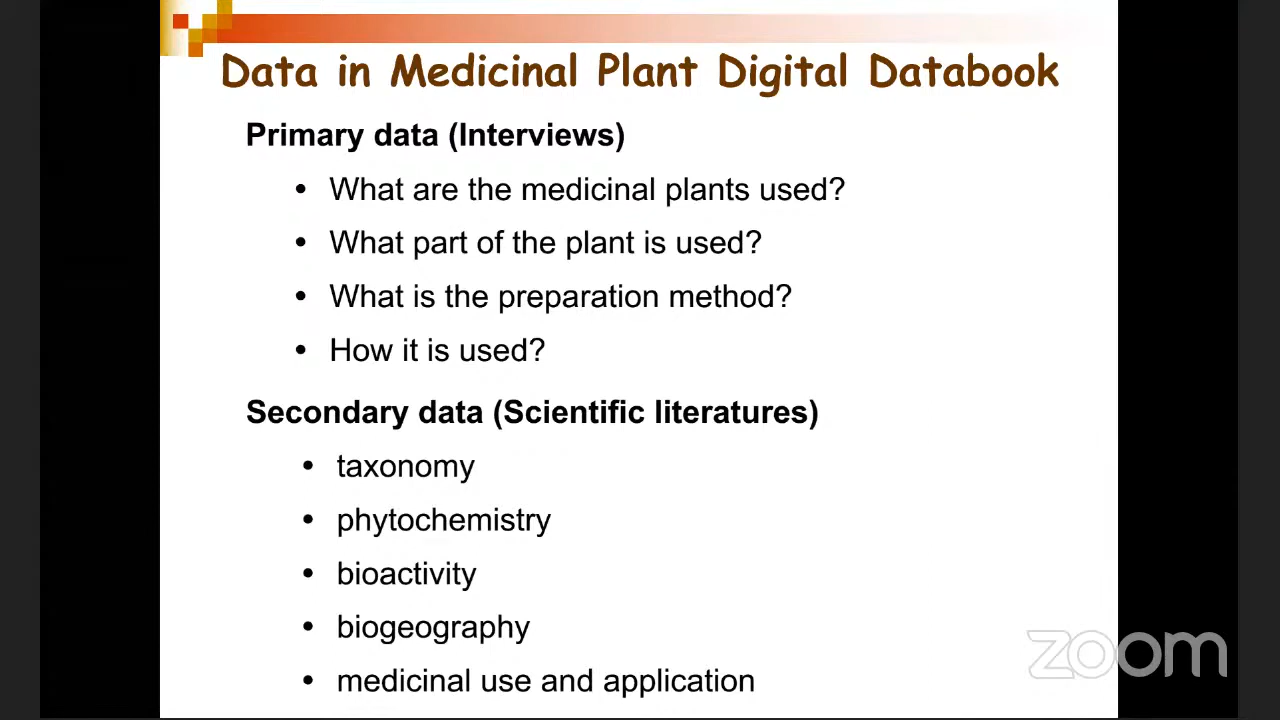 Data in Medicinal Plant Digital Databook
Primary data (Interviews)
• What are the medicinal plants used?
• What part of the plant is used?
• What is the preparation method?
• How it is used?
Secondary data (Scientific literatures)
• taxonomy
• phytochemistry
• bioactivity
• biogeography
• medicinal use and application
zoom